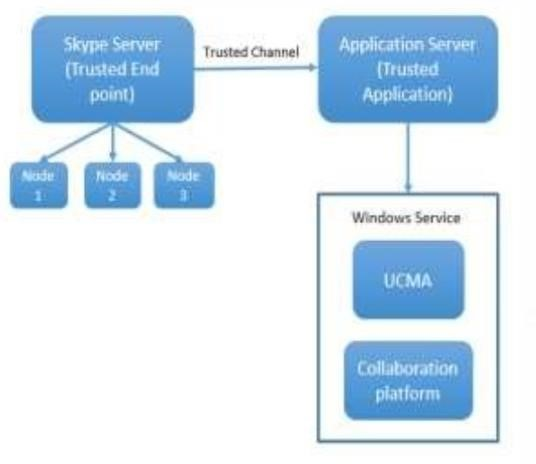 Skype Server
(Trusted End
point)
Trusted Channel
Application Server
(Trusted
Application)
Node
1
Node
2
Node
3
Windows Service
UCMA
Collaboration
platform